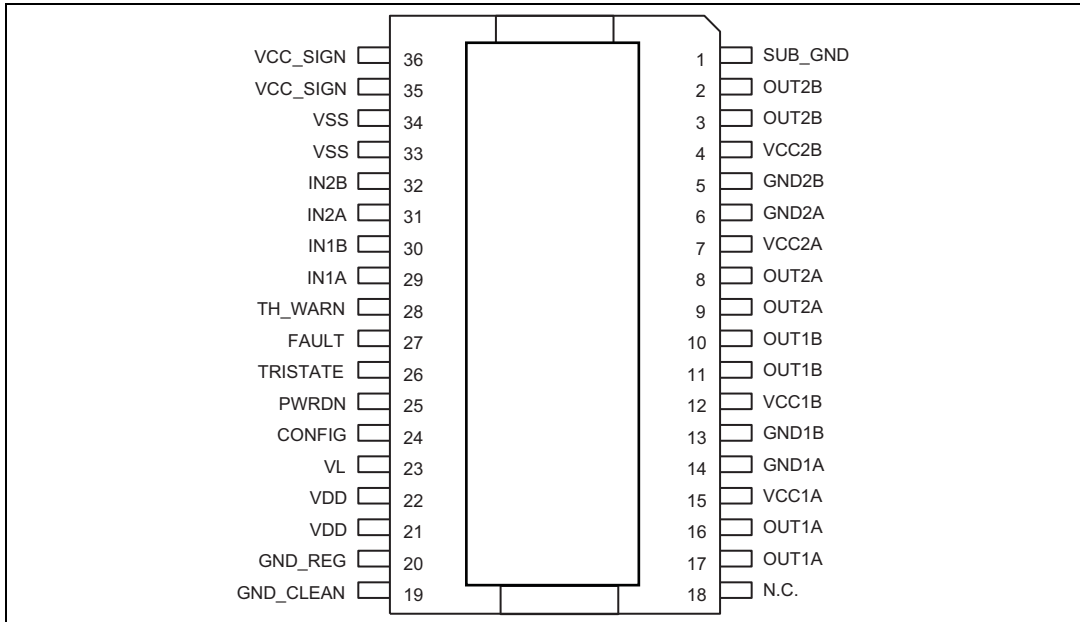 VCC_SIGN 36 1 SUB_GND
VCC_SIGN 35 2 OUT2B
VSS 34 3 OUT2B
VSS 33 4 VCC2B
IN2B 32 5 GND2B
IN2A 31 6 GND2A
IN1B 30 7 VCC2A
IN1A 29 8 OUT2A
TH_WARN 28 9 OUT2A
FAULT 27 10 OUT1B
TRISTATE 26 11 OUT1B
PWRDN 25 12 VCC1B
CONFIG 24 13 GND1B
VL 23 14 GND1A
VDD 22 15 VCC1A
VDD 21 16 OUT1A
GND_REG 20 17 OUT1A
GND_CLEAN 19 18 N.C.